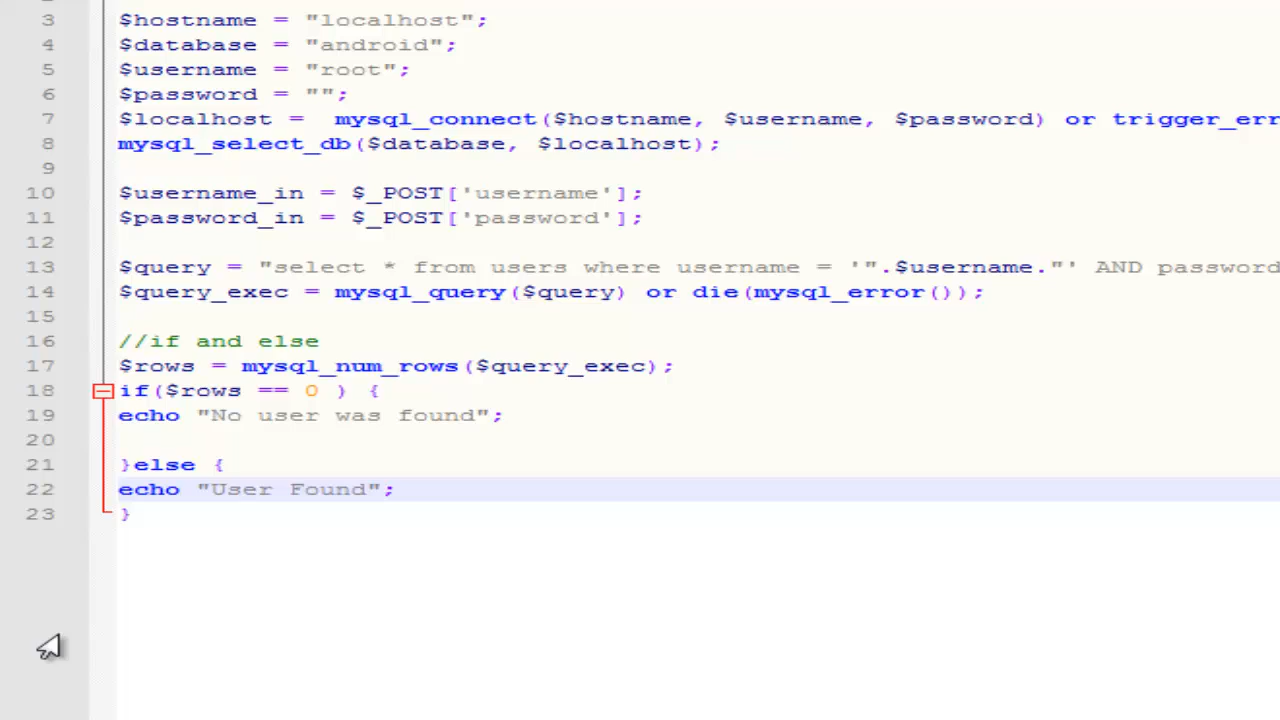 3 $hostname = "localhost";
4 $database = "android";
5 $username = "root";
6 $password = "";
7 $localhost =  mysql_connect($hostname, $username, $password) or trigger_err
8 mysql_select_db($database, $localhost);
9
10 $username_in = $_POST['username'];
11 $password_in = $_POST['password'];
12
13 $query = "select * from users where username = '".$username."' AND password
14 $query_exec = mysql_query($query) or die(mysql_error());
15
16 //if and else
17 $rows = mysql_num_rows($query_exec);
18 if($rows == 0 ) {
19 echo "No user was found";
20
21 }else {
22 echo "User Found";
23 }